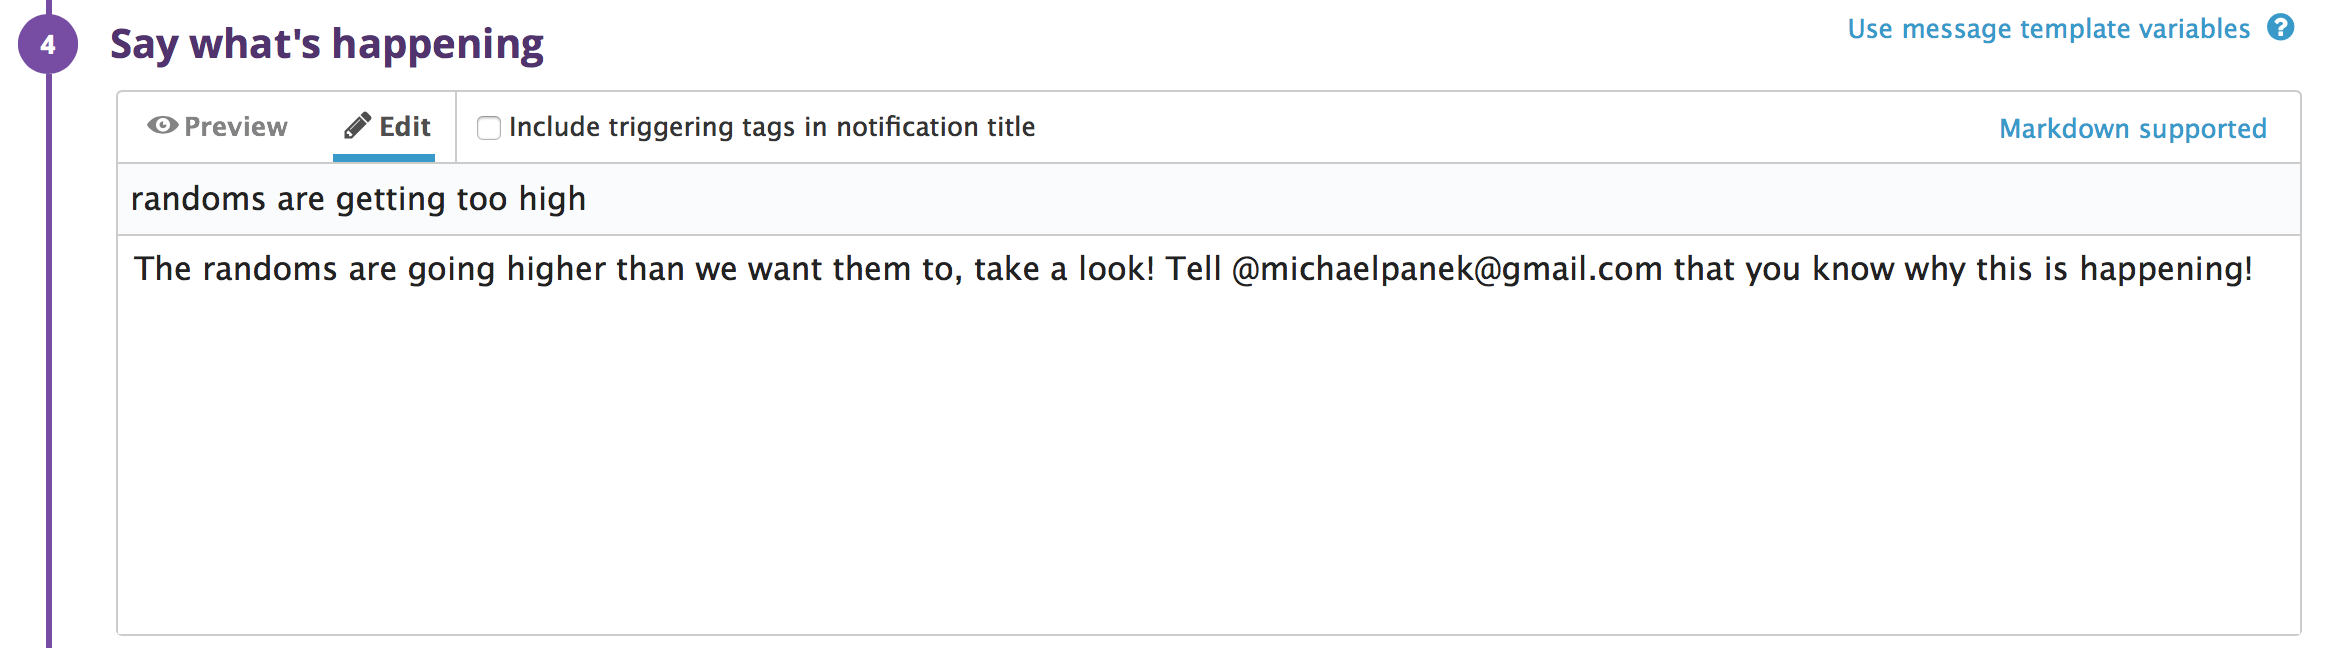 4
Say what's happening
Use message template variables ?
Preview
Edit
Include triggering tags in notification title
Markdown supported
randoms are getting too high
The randoms are going higher than we want them to, take a look! Tell @michaelpanek@gmail.com that you know why this is happening!